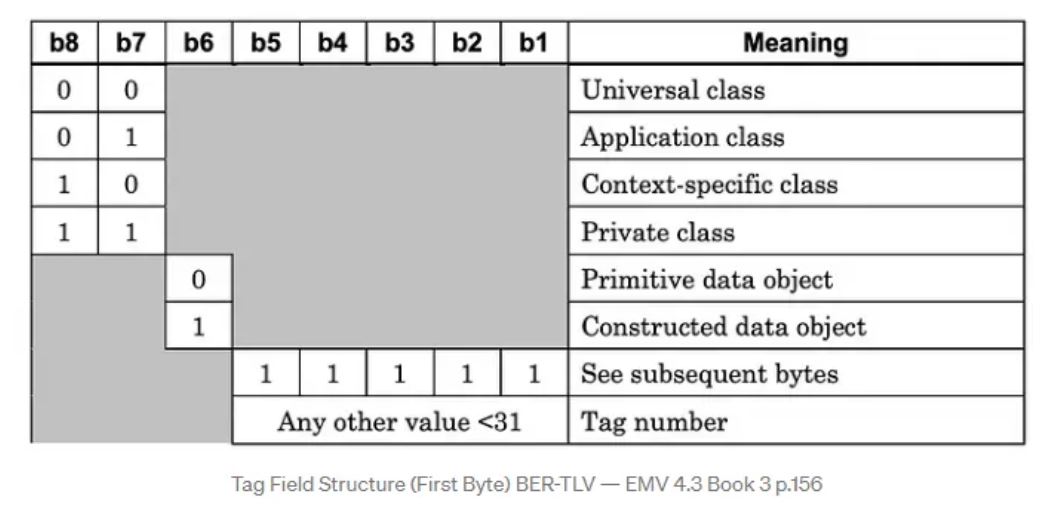 b8 b7 b6 b5 b4 b3 b2 b1 Meaning
0 0 Universal class
0 1 Application class
1 0 Context-specific class
1 1 Private class
0 Primitive data object
1 Constructed data object
1 1 1 1 1 See subsequent bytes
Any other value <31 Tag number
Tag Field Structure (First Byte) BER-TLV — EMV 4.3 Book 3 p.156